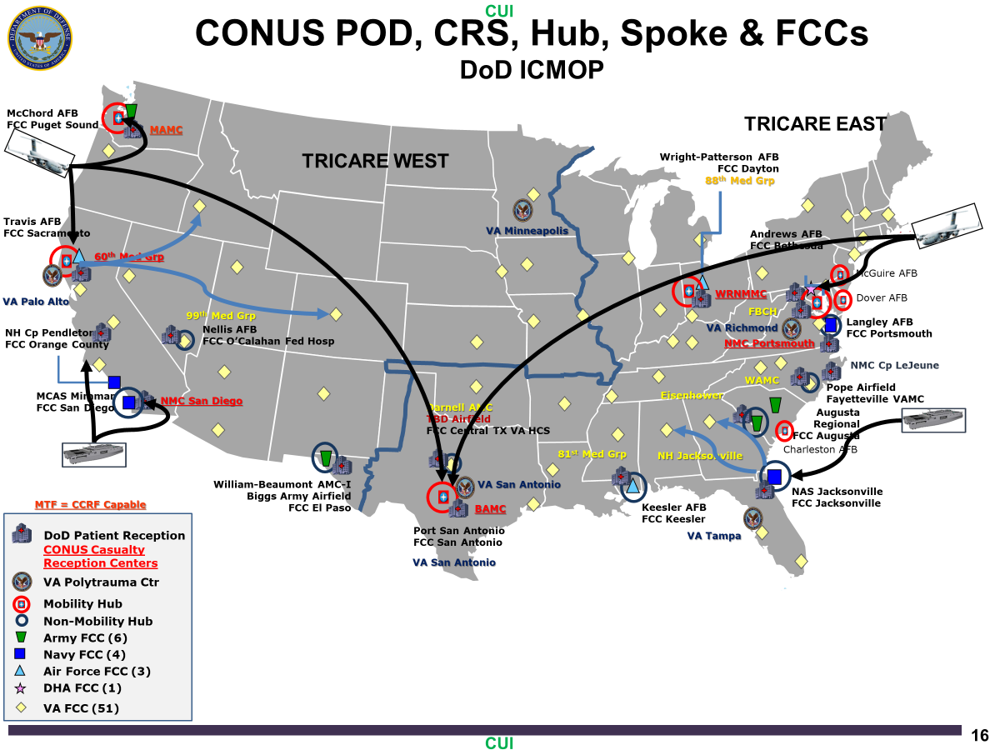 CUI
CONUS POD, CRS, Hub, Spoke & FCCs
DoD ICMOP
DEPARTMENT OF DEFENSE
UNITED STATES OF AMERICA
McChord AFB
FCC Puget Sound
MAMC
TRICARE WEST
TRICARE EAST
Wright-Patterson AFB
FCC Dayton
88th Med Grp
VA Minneapolis
Travis AFB
FCC Sacramento
60th Med Grp
VA Palo Alto
Andrews AFB
FCC Bethesda
McGuire AFB
Dover AFB
WRNMMC
FBCH
VA Richmond
Langley AFB
FCC Portsmouth
NMC Portsmouth
99th Med Grp
Nellis AFB
FCC O'Calahan Fed Hosp
NH Cp Pendleton
FCC Orange County
NMC Cp LeJeune
WAMC
Pope Airfield
Fayetteville VAMC
MCAS Miramar
FCC San Diego
NMC San Diego
Eisenhower
Augusta
Regional
FCC Augusta
Charleston AFB
Darnell AMC
TBD Airfield
FCC Central TX VA HCS
81st Med Grp
NH Jacksonville
William-Beaumont AMC-I
Biggs Army Airfield
FCC El Paso
VA San Antonio
BAMC
Port San Antonio
FCC San Antonio
VA San Antonio
Keesler AFB
FCC Keesler
NAS Jacksonville
FCC Jacksonville
VA Tampa
MTF = CCRF Capable
DoD Patient Reception
CONUS Casualty
Reception Centers
VA Polytrauma Ctr
Mobility Hub
Non-Mobility Hub
Army FCC (6)
Navy FCC (4)
Air Force FCC (3)
DHA FCC (1)
VA FCC (51)
CUI
16